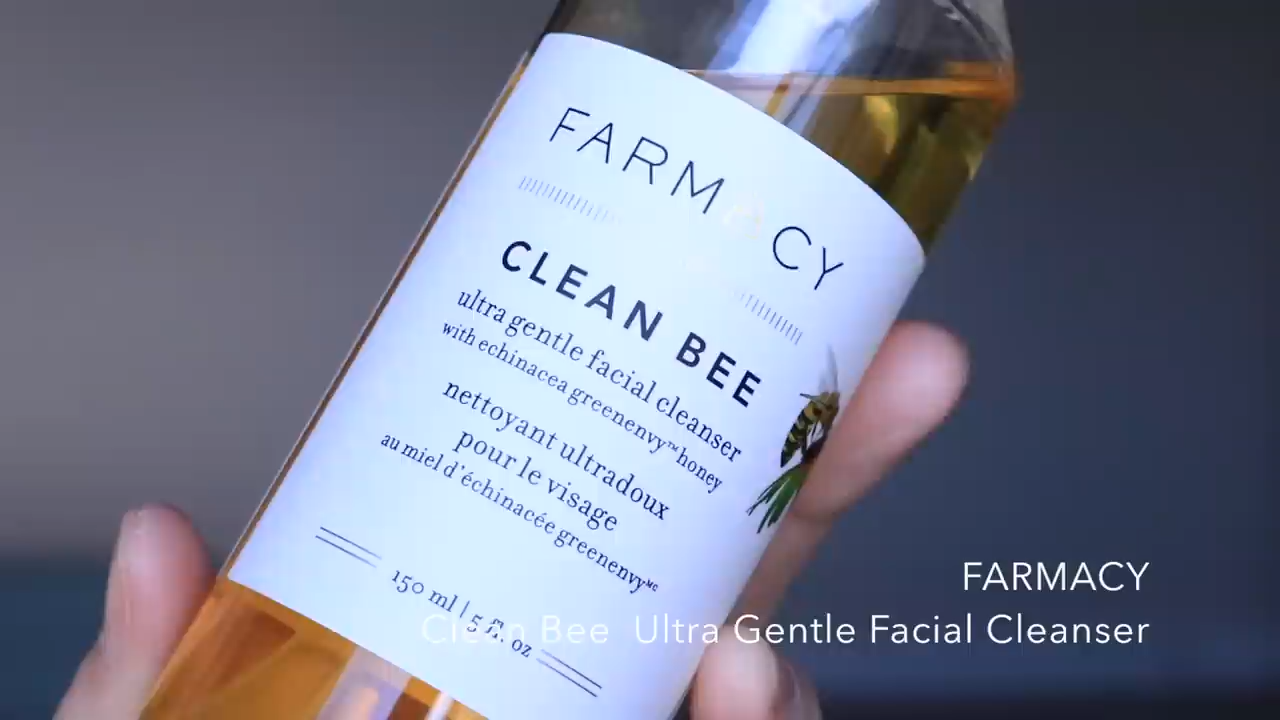 FARMACY
CLEAN BEE
ultra gentle facial cleanser
with echinacea greenenvy™ honey
nettoyant ultradoux
pour le visage
au miel d'échinacée greenenvyᴹᶜ
150 ml | 5 fl. oz
FARMACY
Clean Bee Ultra Gentle Facial Cleanser